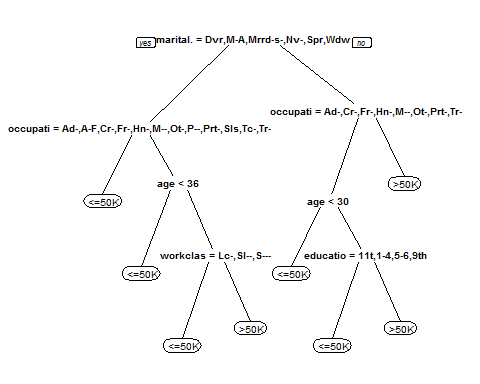 yes marital. = Dvr,M-A,Mrrd-s-,Nv-,Spr,Wdw no
occupati = Ad-,Cr-,Fr-,Hn-,M--,Ot-,Prt-,Tr-
occupati = Ad-,A-F,Cr-,Fr-,Hn-,M--,Ot-,P--,Prt-,Sls,Tc-,Tr-
age < 36
>50K
<=50K
age < 30
workclas = Lc-,Sl--,S---
educatio = 11t,1-4,5-6,9th
<=50K
<=50K
>50K
>50K
<=50K
<=50K